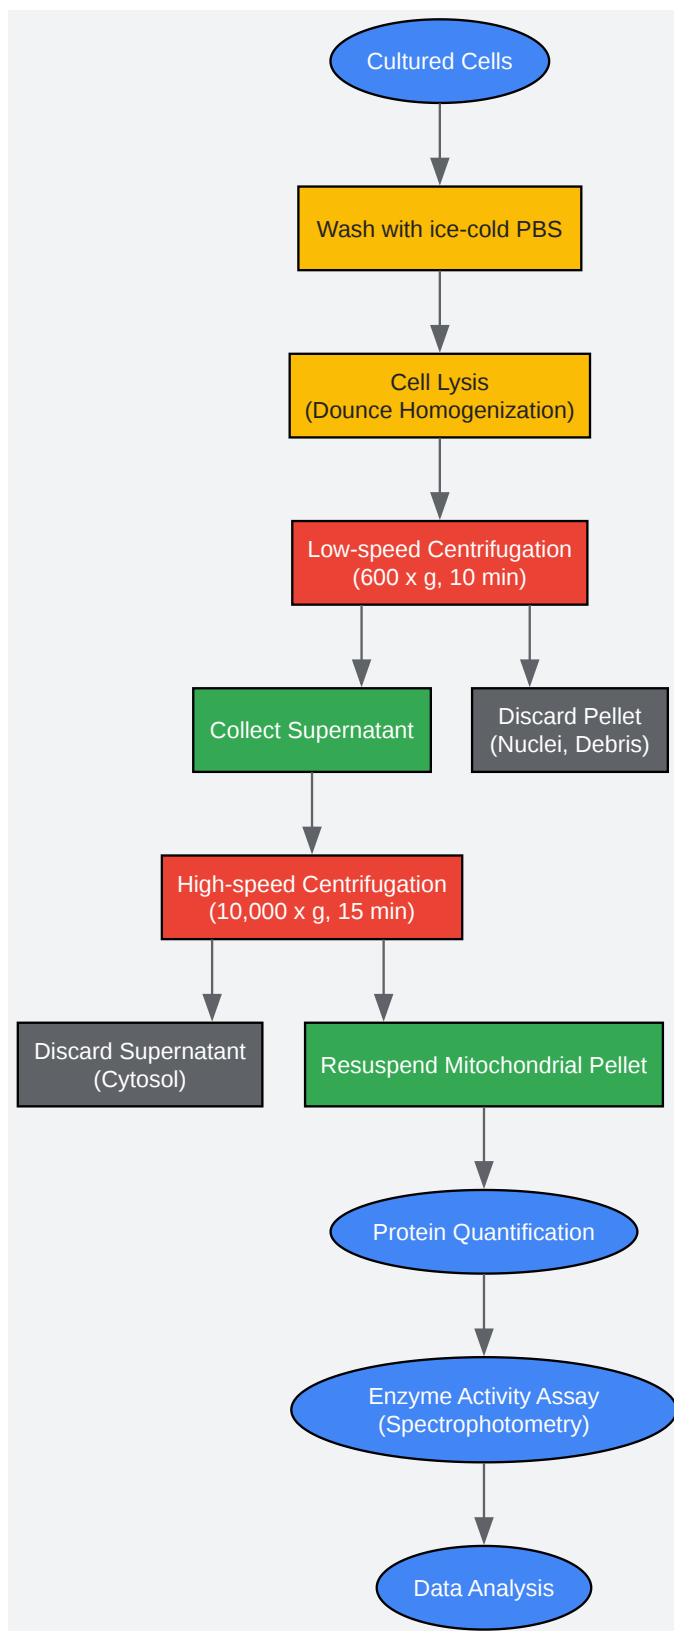 Cultured Cells
Wash with ice-cold PBS
Cell Lysis
(Dounce Homogenization)
Low-speed Centrifugation
(600 x g, 10 min)
Collect Supernatant
Discard Pellet
(Nuclei, Debris)
High-speed Centrifugation
(10,000 x g, 15 min)
Discard Supernatant
(Cytosol)
Resuspend Mitochondrial Pellet
Protein Quantification
Enzyme Activity Assay
(Spectrophotometry)
Data Analysis